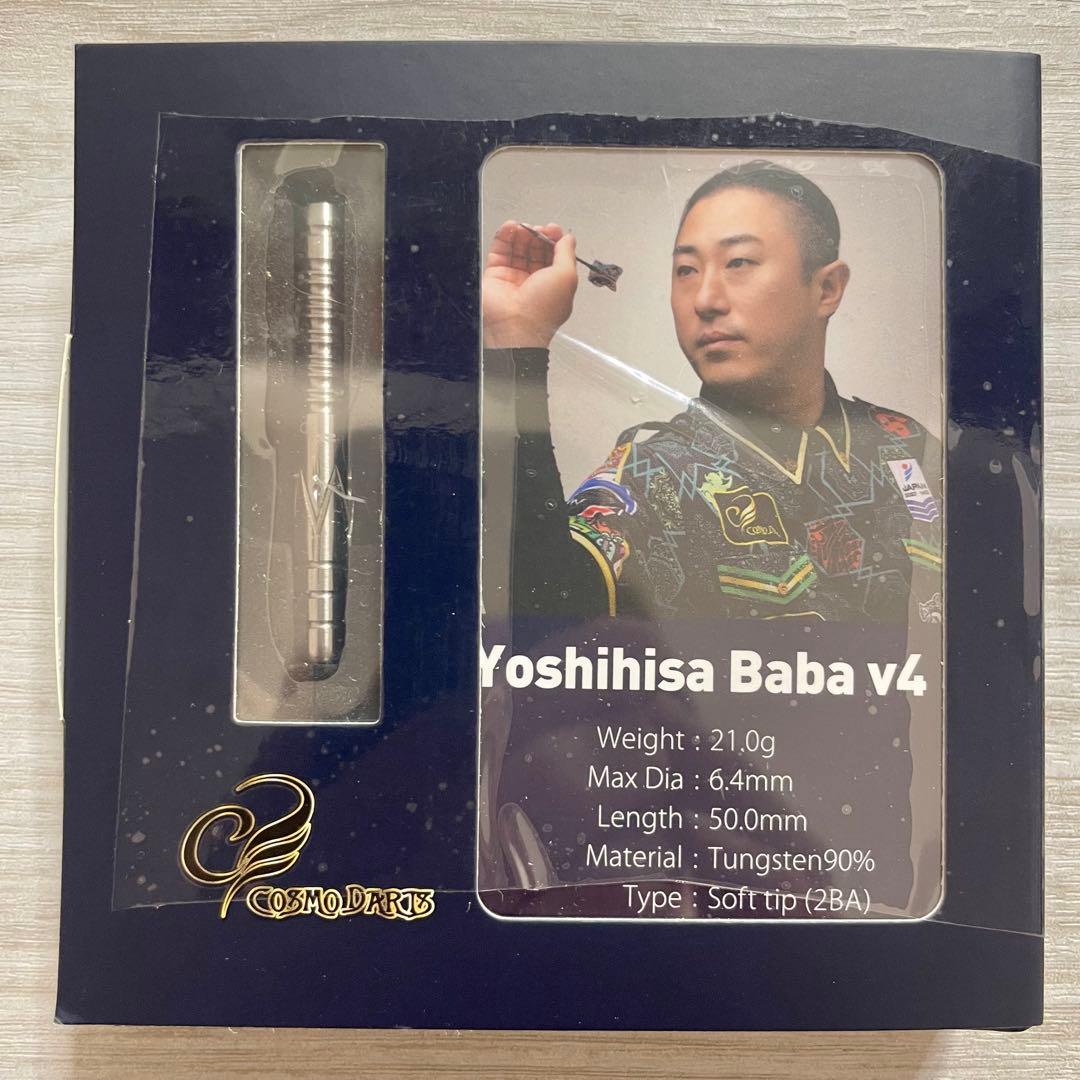 JAPAN
COSMO DARTS
Yoshihisa Baba v4
Weight : 21.0g
Max Dia : 6.4mm
Length : 50.0mm
Material : Tungsten90%
Type : Soft tip (2BA)